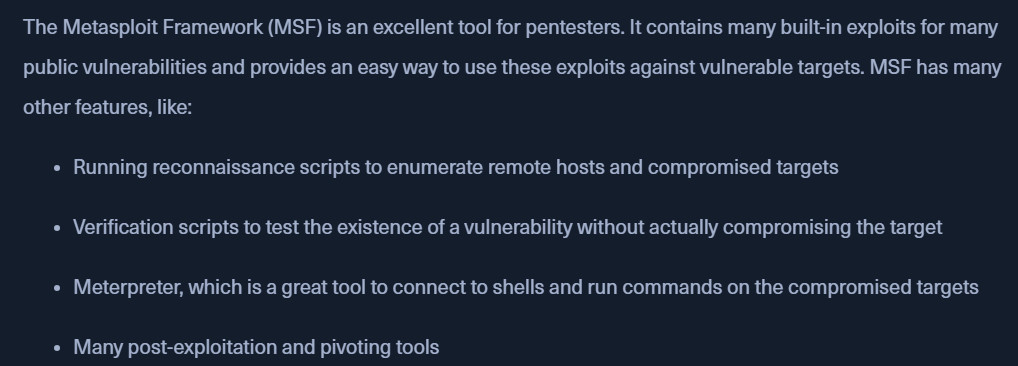 The Metasploit Framework (MSF) is an excellent tool for pentesters. It contains many built-in exploits for many
public vulnerabilities and provides an easy way to use these exploits against vulnerable targets. MSF has many
other features, like:
• Running reconnaissance scripts to enumerate remote hosts and compromised targets
• Verification scripts to test the existence of a vulnerability without actually compromising the target
• Meterpreter, which is a great tool to connect to shells and run commands on the compromised targets
• Many post-exploitation and pivoting tools